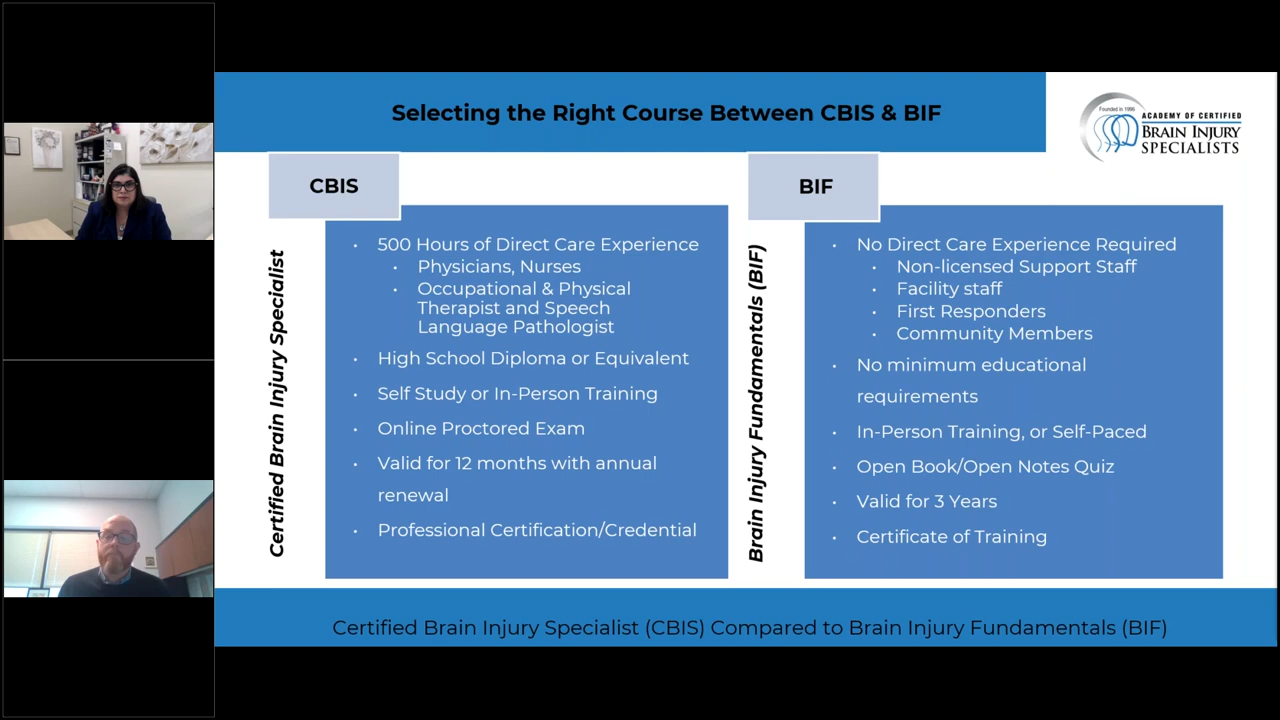 Selecting the Right Course Between CBIS & BIF
Founded in 1996
ACADEMY OF CERTIFIED
BRAIN INJURY
SPECIALISTS
CBIS
Certified Brain Injury Specialist
• 500 Hours of Direct Care Experience
• Physicians, Nurses
• Occupational & Physical
Therapist and Speech
Language Pathologist
• High School Diploma or Equivalent
• Self Study or In-Person Training
• Online Proctored Exam
• Valid for 12 months with annual
renewal
• Professional Certification/Credential
BIF
Brain Injury Fundamentals (BIF)
• No Direct Care Experience Required
• Non-licensed Support Staff
• Facility staff
• First Responders
• Community Members
• No minimum educational
requirements
• In-Person Training, or Self-Paced
• Open Book/Open Notes Quiz
• Valid for 3 Years
• Certificate of Training
Certified Brain Injury Specialist (CBIS) Compared to Brain Injury Fundamentals (BIF)